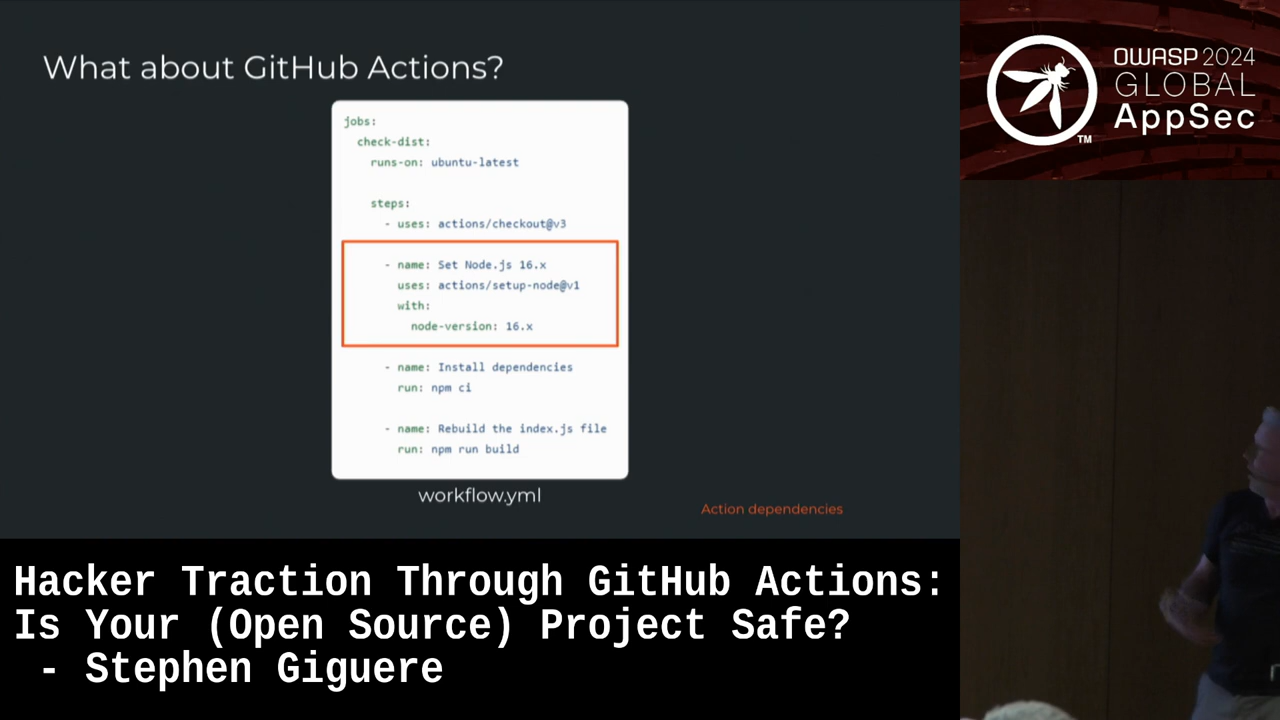 What about GitHub Actions?
jobs:
check-dist:
runs-on: ubuntu-latest
steps:
- uses: actions/checkout@v3
- name: Set Node.js 16.x
uses: actions/setup-node@v1
with:
node-version: 16.x
- name: Install dependencies
run: npm ci
- name: Rebuild the index.js file
run: npm run build
workflow.yml
Action dependencies
OWASP 2024
GLOBAL
AppSec
TM
Hacker Traction Through GitHub Actions:
Is Your (Open Source) Project Safe?
- Stephen Giguere